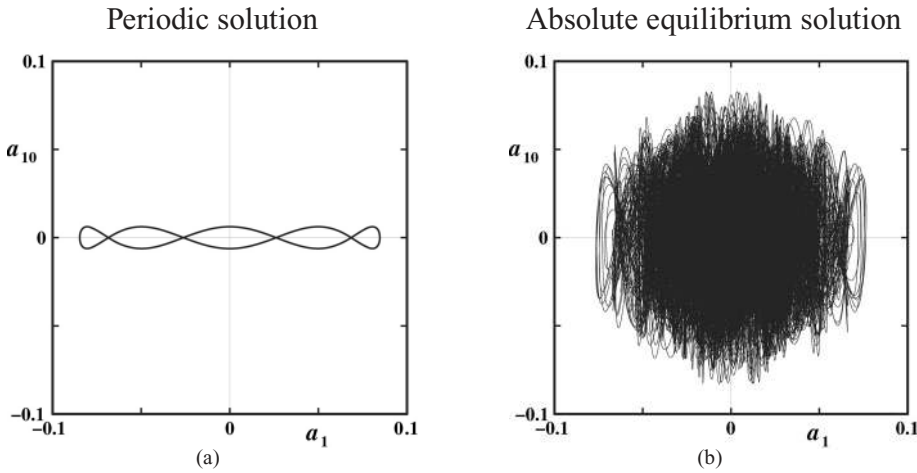 Periodic solution
Absolute equilibrium solution
0.1
a10
0
−0.1
−0.1
0
a1
0.1
(a)
0.1
a10
0
−0.1
−0.1
0
a1
0.1
(b)